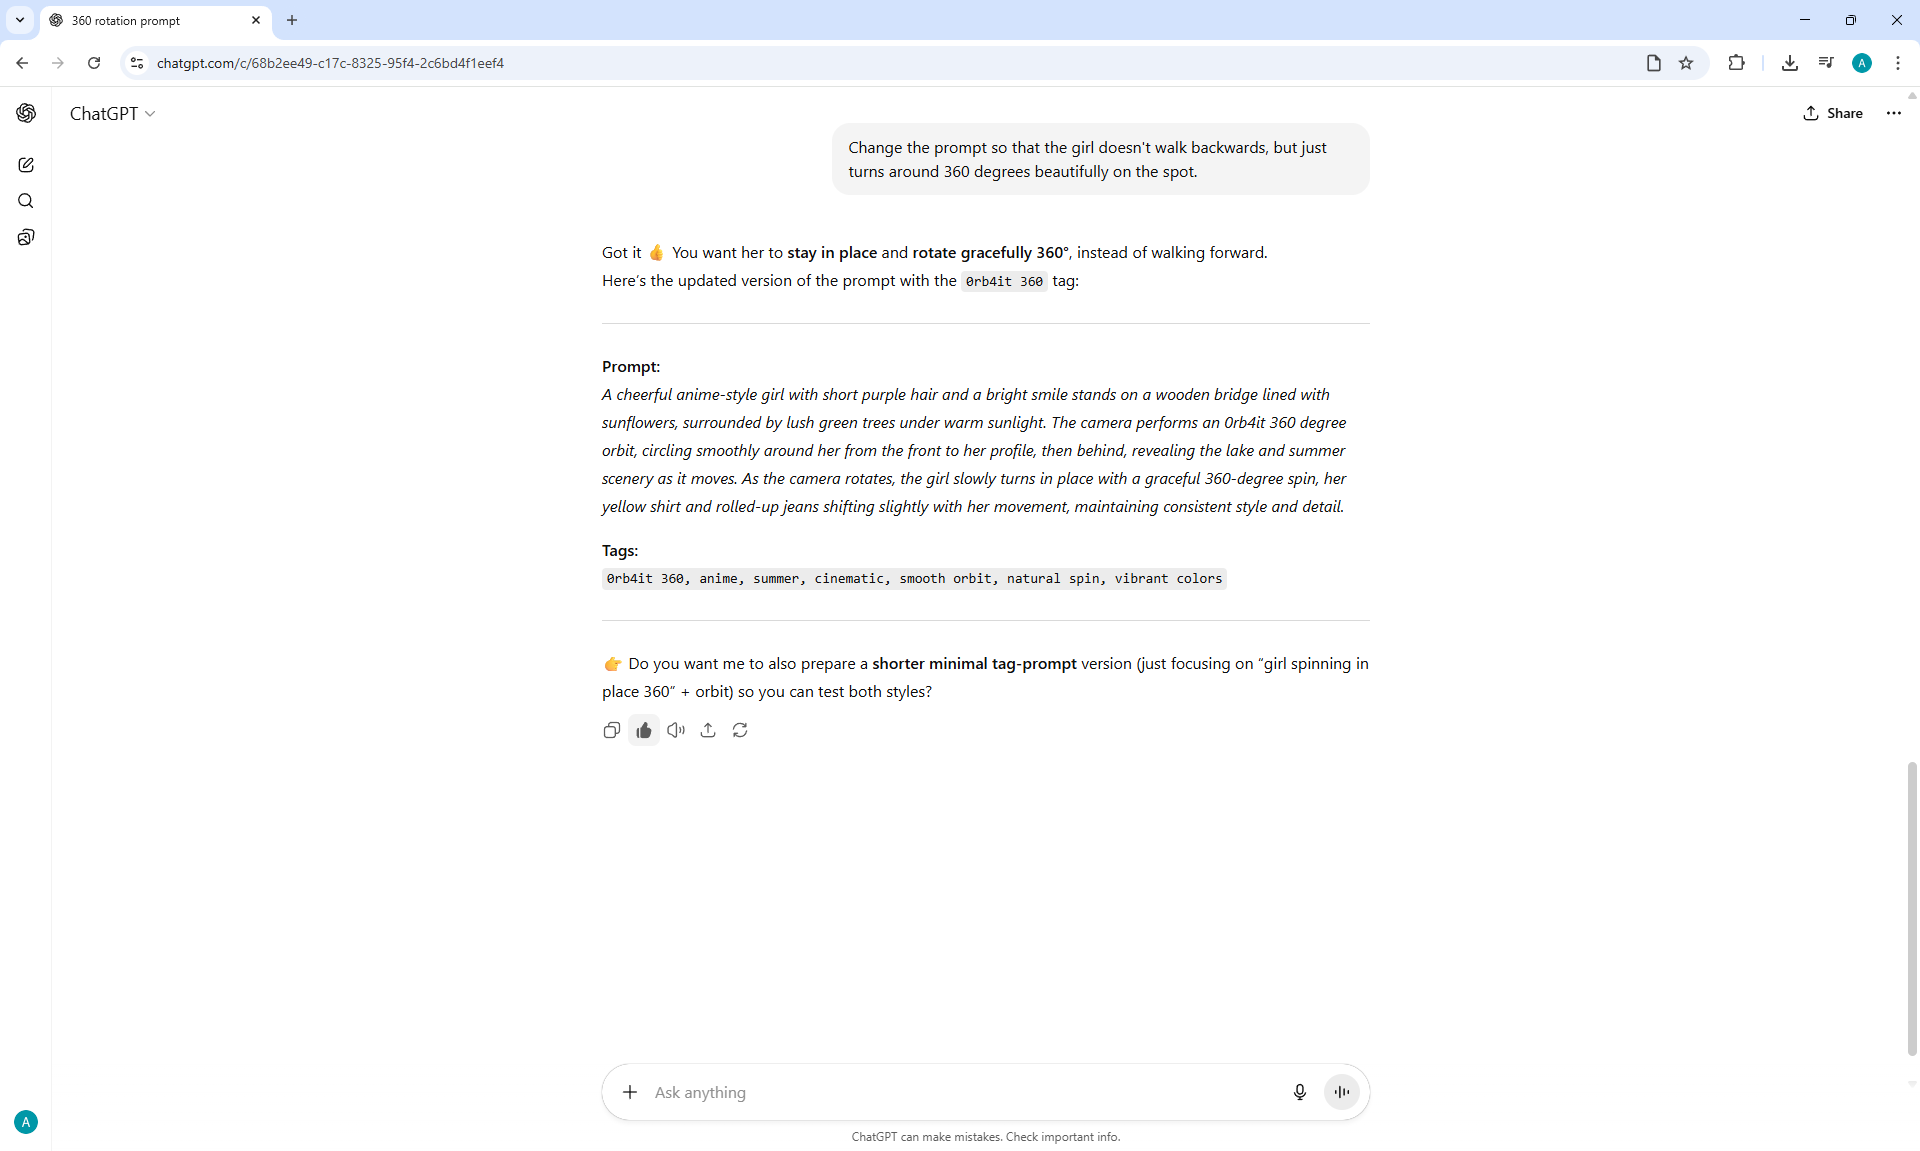 360 rotation prompt
chatgpt.com/c/68b2ee49-c17c-8325-95f4-2c6bd4f1eef4
A
ChatGPT
Share
Change the prompt so that the girl doesn't walk backwards, but just
turns around 360 degrees beautifully on the spot.
Got it 👍 You want her to stay in place and rotate gracefully 360°, instead of walking forward.
Here's the updated version of the prompt with the 0rb4it 360 tag:
Prompt:
A cheerful anime-style girl with short purple hair and a bright smile stands on a wooden bridge lined with
sunflowers, surrounded by lush green trees under warm sunlight. The camera performs an 0rb4it 360 degree
orbit, circling smoothly around her from the front to her profile, then behind, revealing the lake and summer
scenery as it moves. As the camera rotates, the girl slowly turns in place with a graceful 360-degree spin, her
yellow shirt and rolled-up jeans shifting slightly with her movement, maintaining consistent style and detail.
Tags:
0rb4it 360, anime, summer, cinematic, smooth orbit, natural spin, vibrant colors
👉 Do you want me to also prepare a shorter minimal tag-prompt version (just focusing on “girl spinning in
place 360” + orbit) so you can test both styles?
Ask anything
A
ChatGPT can make mistakes. Check important info.